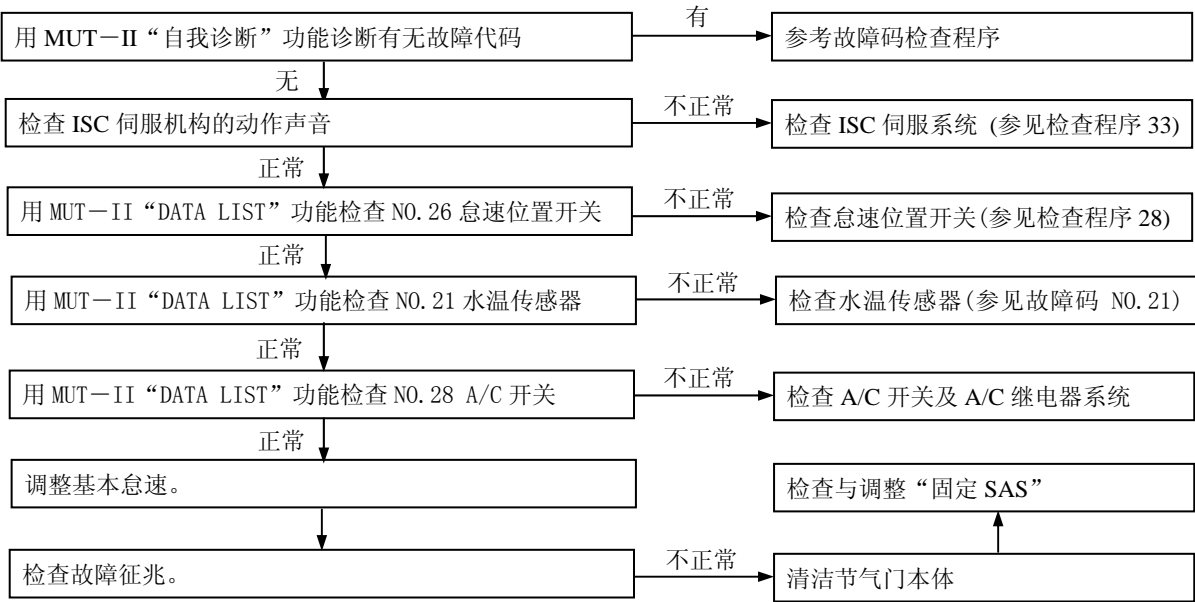 有
用 MUT－II“自我诊断”功能诊断有无故障代码
参考故障码检查程序
无
不正常
检查 ISC 伺服机构的动作声音
检查 ISC 伺服系统 (参见检查程序 33)
正常
不正常
用 MUT－II“DATA LIST”功能检查 NO.26 怠速位置开关
检查怠速位置开关(参见检查程序 28)
正常
不正常
用 MUT－II“DATA LIST”功能检查 NO.21 水温传感器
检查水温传感器(参见故障码 NO.21)
正常
不正常
用 MUT－II“DATA LIST”功能检查 NO.28 A/C 开关
检查 A/C 开关及 A/C 继电器系统
正常
调整基本怠速。
检查与调整“固定 SAS”
不正常
检查故障征兆。
清洁节气门本体